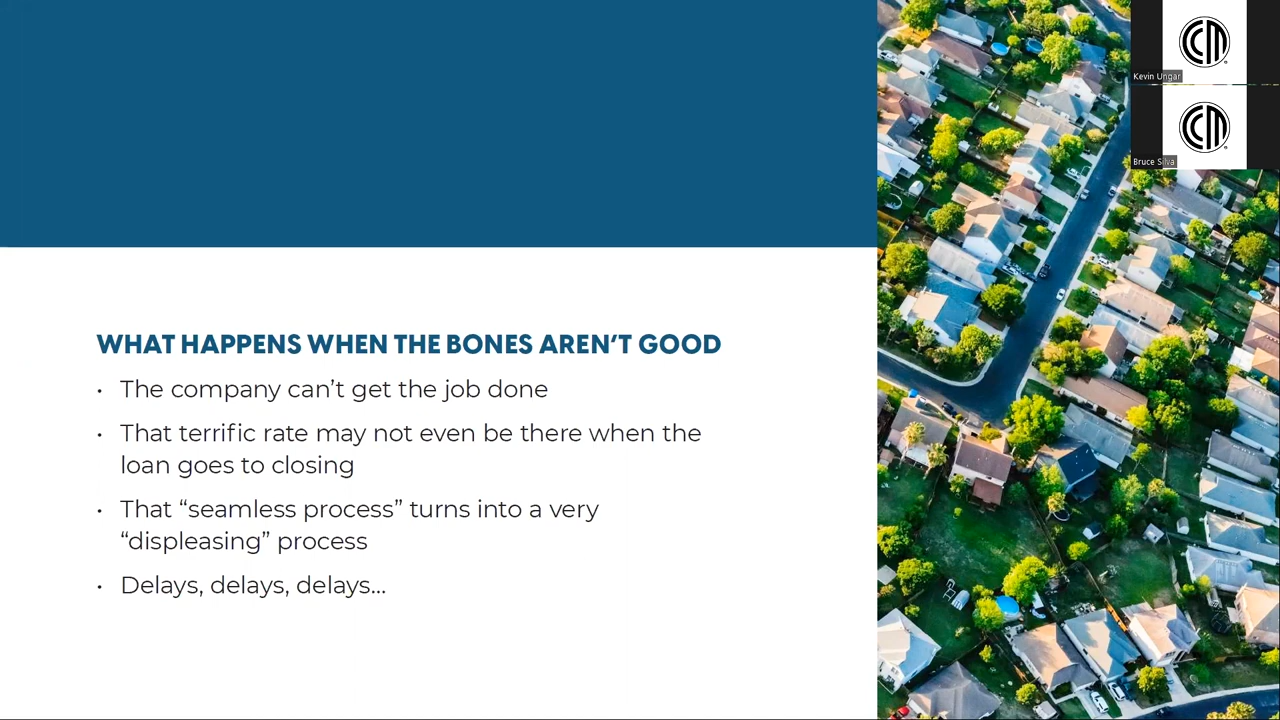 WHAT HAPPENS WHEN THE BONES AREN’T GOOD
• The company can’t get the job done
• That terrific rate may not even be there when the
loan goes to closing
• That “seamless process” turns into a very
“displeasing” process
• Delays, delays, delays...
CM
Kevin Ungar
CM
Bruce Silva